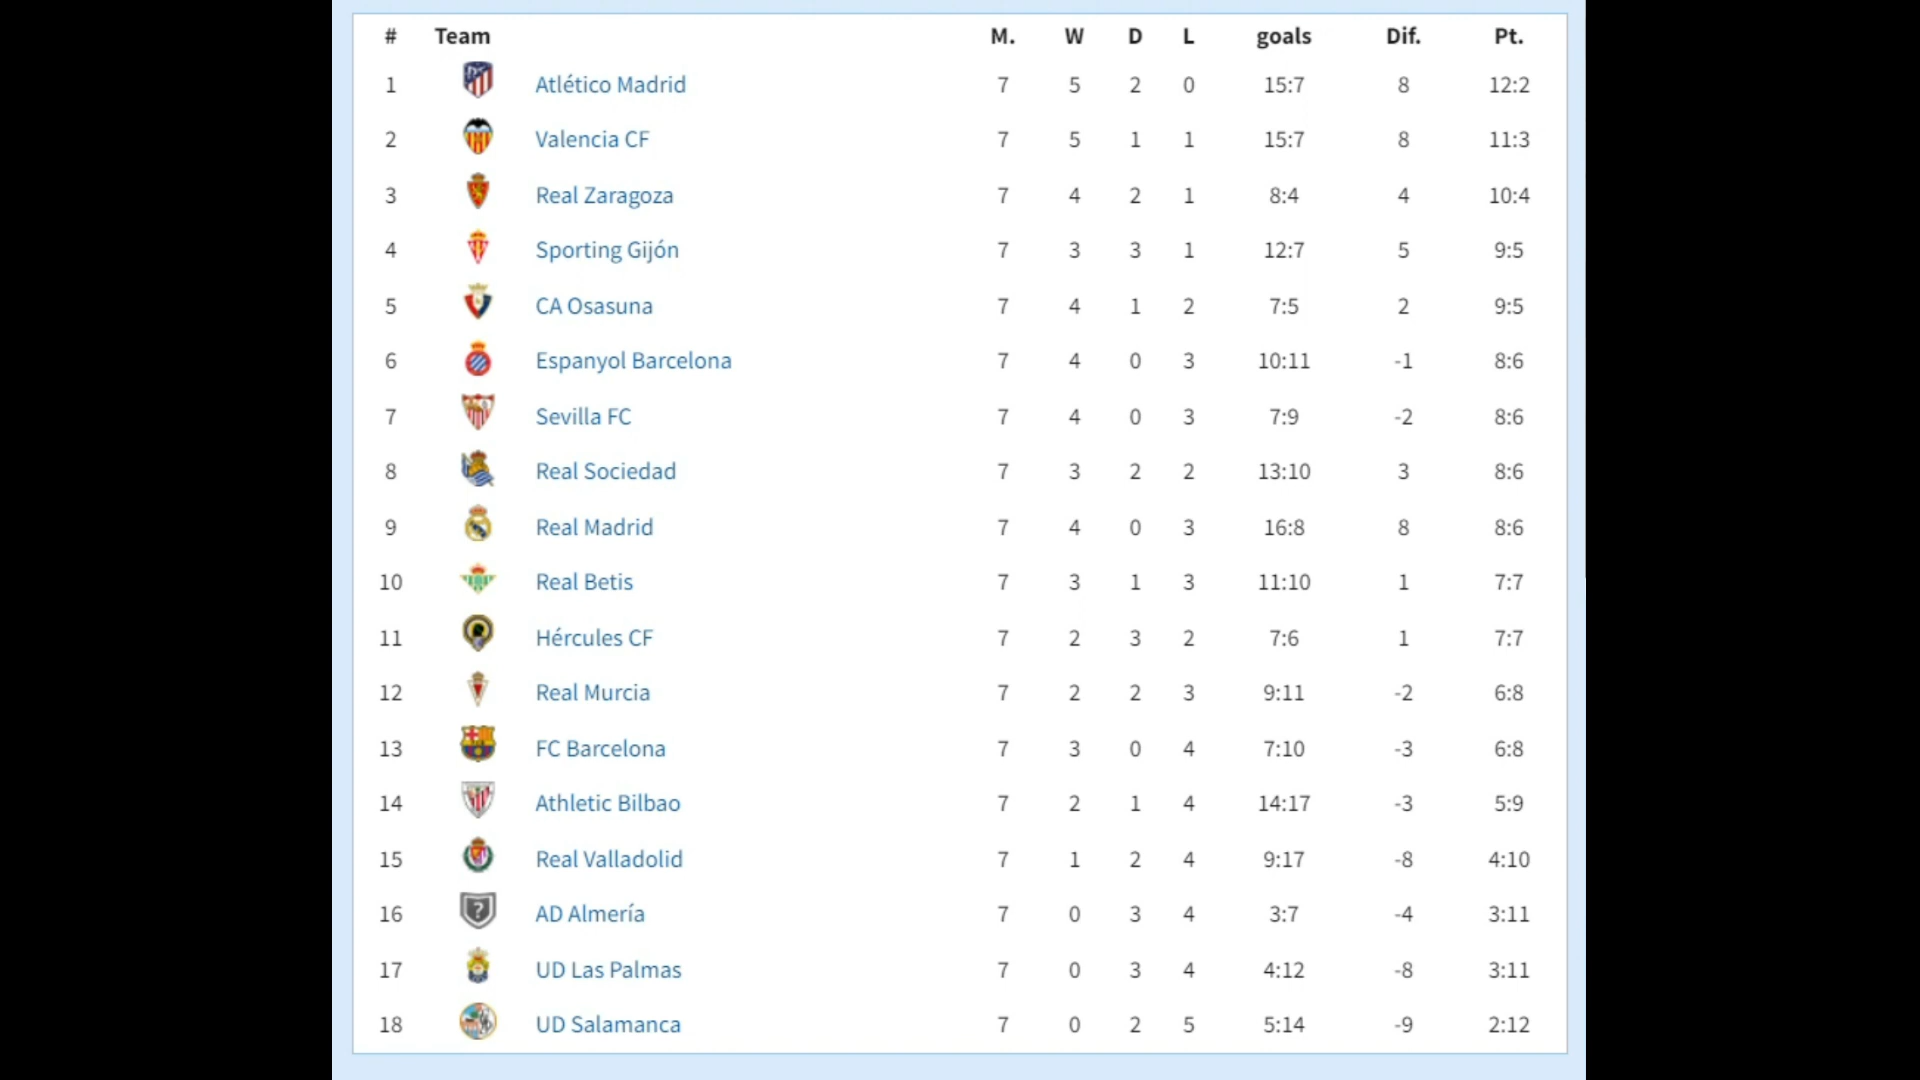 # Team M. W D L goals Dif. Pt.
1 Atlético Madrid 7 5 2 0 15:7 8 12:2
2 Valencia CF 7 5 1 1 15:7 8 11:3
3 Real Zaragoza 7 4 2 1 8:4 4 10:4
4 Sporting Gijón 7 3 3 1 12:7 5 9:5
5 CA Osasuna 7 4 1 2 7:5 2 9:5
6 Espanyol Barcelona 7 4 0 3 10:11 -1 8:6
7 Sevilla FC 7 4 0 3 7:9 -2 8:6
8 Real Sociedad 7 3 2 2 13:10 3 8:6
9 Real Madrid 7 4 0 3 16:8 8 8:6
10 Real Betis 7 3 1 3 11:10 1 7:7
11 Hércules CF 7 2 3 2 7:6 1 7:7
12 Real Murcia 7 2 2 3 9:11 -2 6:8
13 FC Barcelona 7 3 0 4 7:10 -3 6:8
14 Athletic Bilbao 7 2 1 4 14:17 -3 5:9
15 Real Valladolid 7 1 2 4 9:17 -8 4:10
16 ? AD Almería 7 0 3 4 3:7 -4 3:11
17 UD Las Palmas 7 0 3 4 4:12 -8 3:11
18 UD Salamanca 7 0 2 5 5:14 -9 2:12